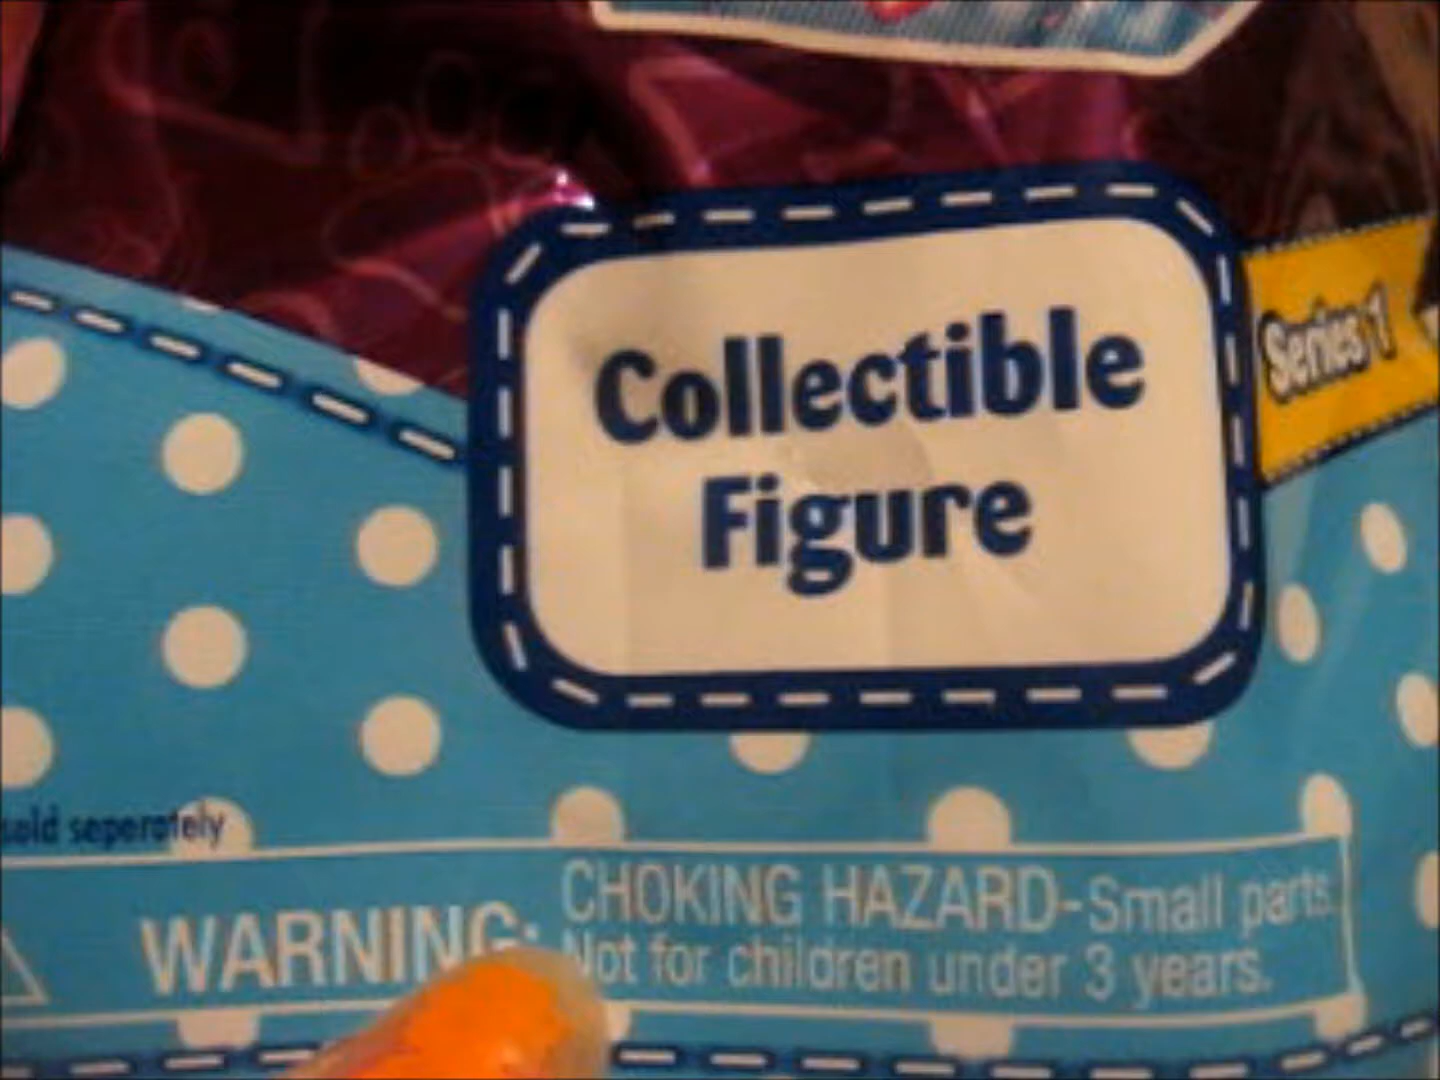 Collectible
Figure
Series 1
sold seperately
WARNING:
CHOKING HAZARD-Small parts.
Not for children under 3 years.